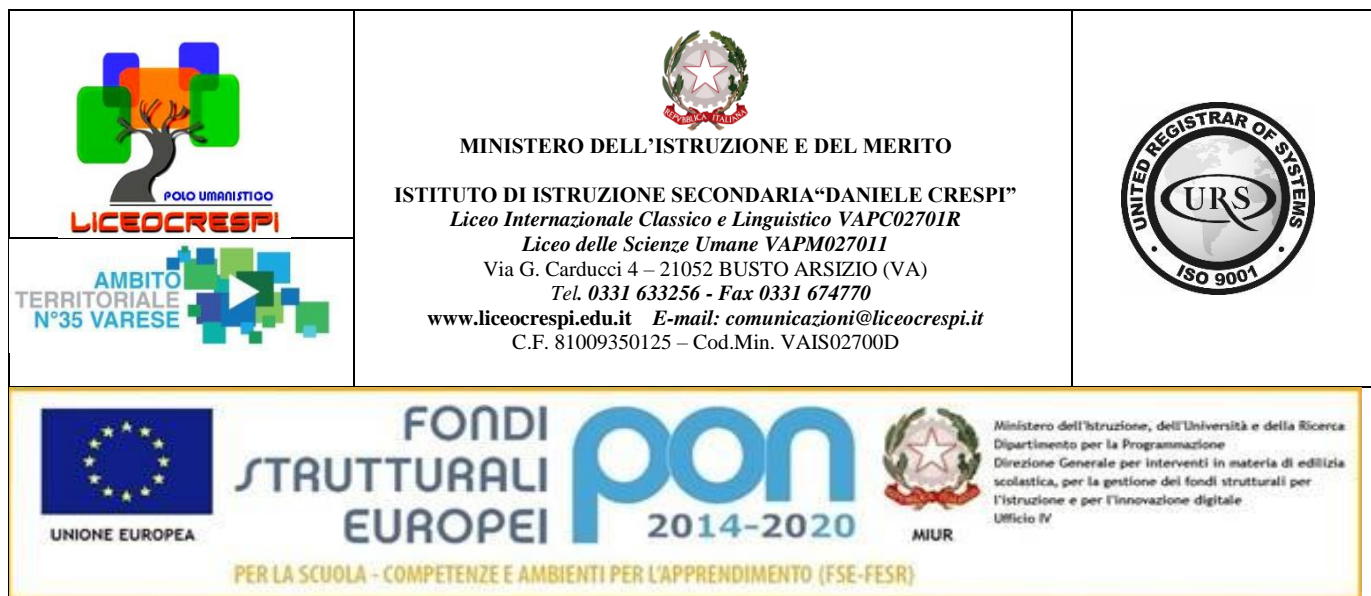 POLO UMANISTICO
LICEOCRESPI
AMBITO
TERRITORIALE
N°35 VARESE
REPVBBLICA ITALIANA
MINISTERO DELL’ISTRUZIONE E DEL MERITO
ISTITUTO DI ISTRUZIONE SECONDARIA“DANIELE CRESPI”
Liceo Internazionale Classico e Linguistico VAPC02701R
Liceo delle Scienze Umane VAPM027011
Via G. Carducci 4 – 21052 BUSTO ARSIZIO (VA)
Tel. 0331 633256 - Fax 0331 674770
www.liceocrespi.edu.it E-mail: comunicazioni@liceocrespi.it
C.F. 81009350125 – Cod.Min. VAIS02700D
UNITED REGISTRAR OF SYSTEMS
URS
ISO 9001
UNIONE EUROPEA
FONDI
STRUTTURALI
EUROPEI
pon
2014-2020
MIUR
Ministero dell'Istruzione, dell'Università e della Ricerca
Dipartimento per la Programmazione
Direzione Generale per interventi in materia di edilizia
scolastica, per la gestione dei fondi strutturali per
l'istruzione e per l'innovazione digitale
Ufficio IV
PER LA SCUOLA - COMPETENZE E AMBIENTI PER L'APPRENDIMENTO (FSE-FESR)